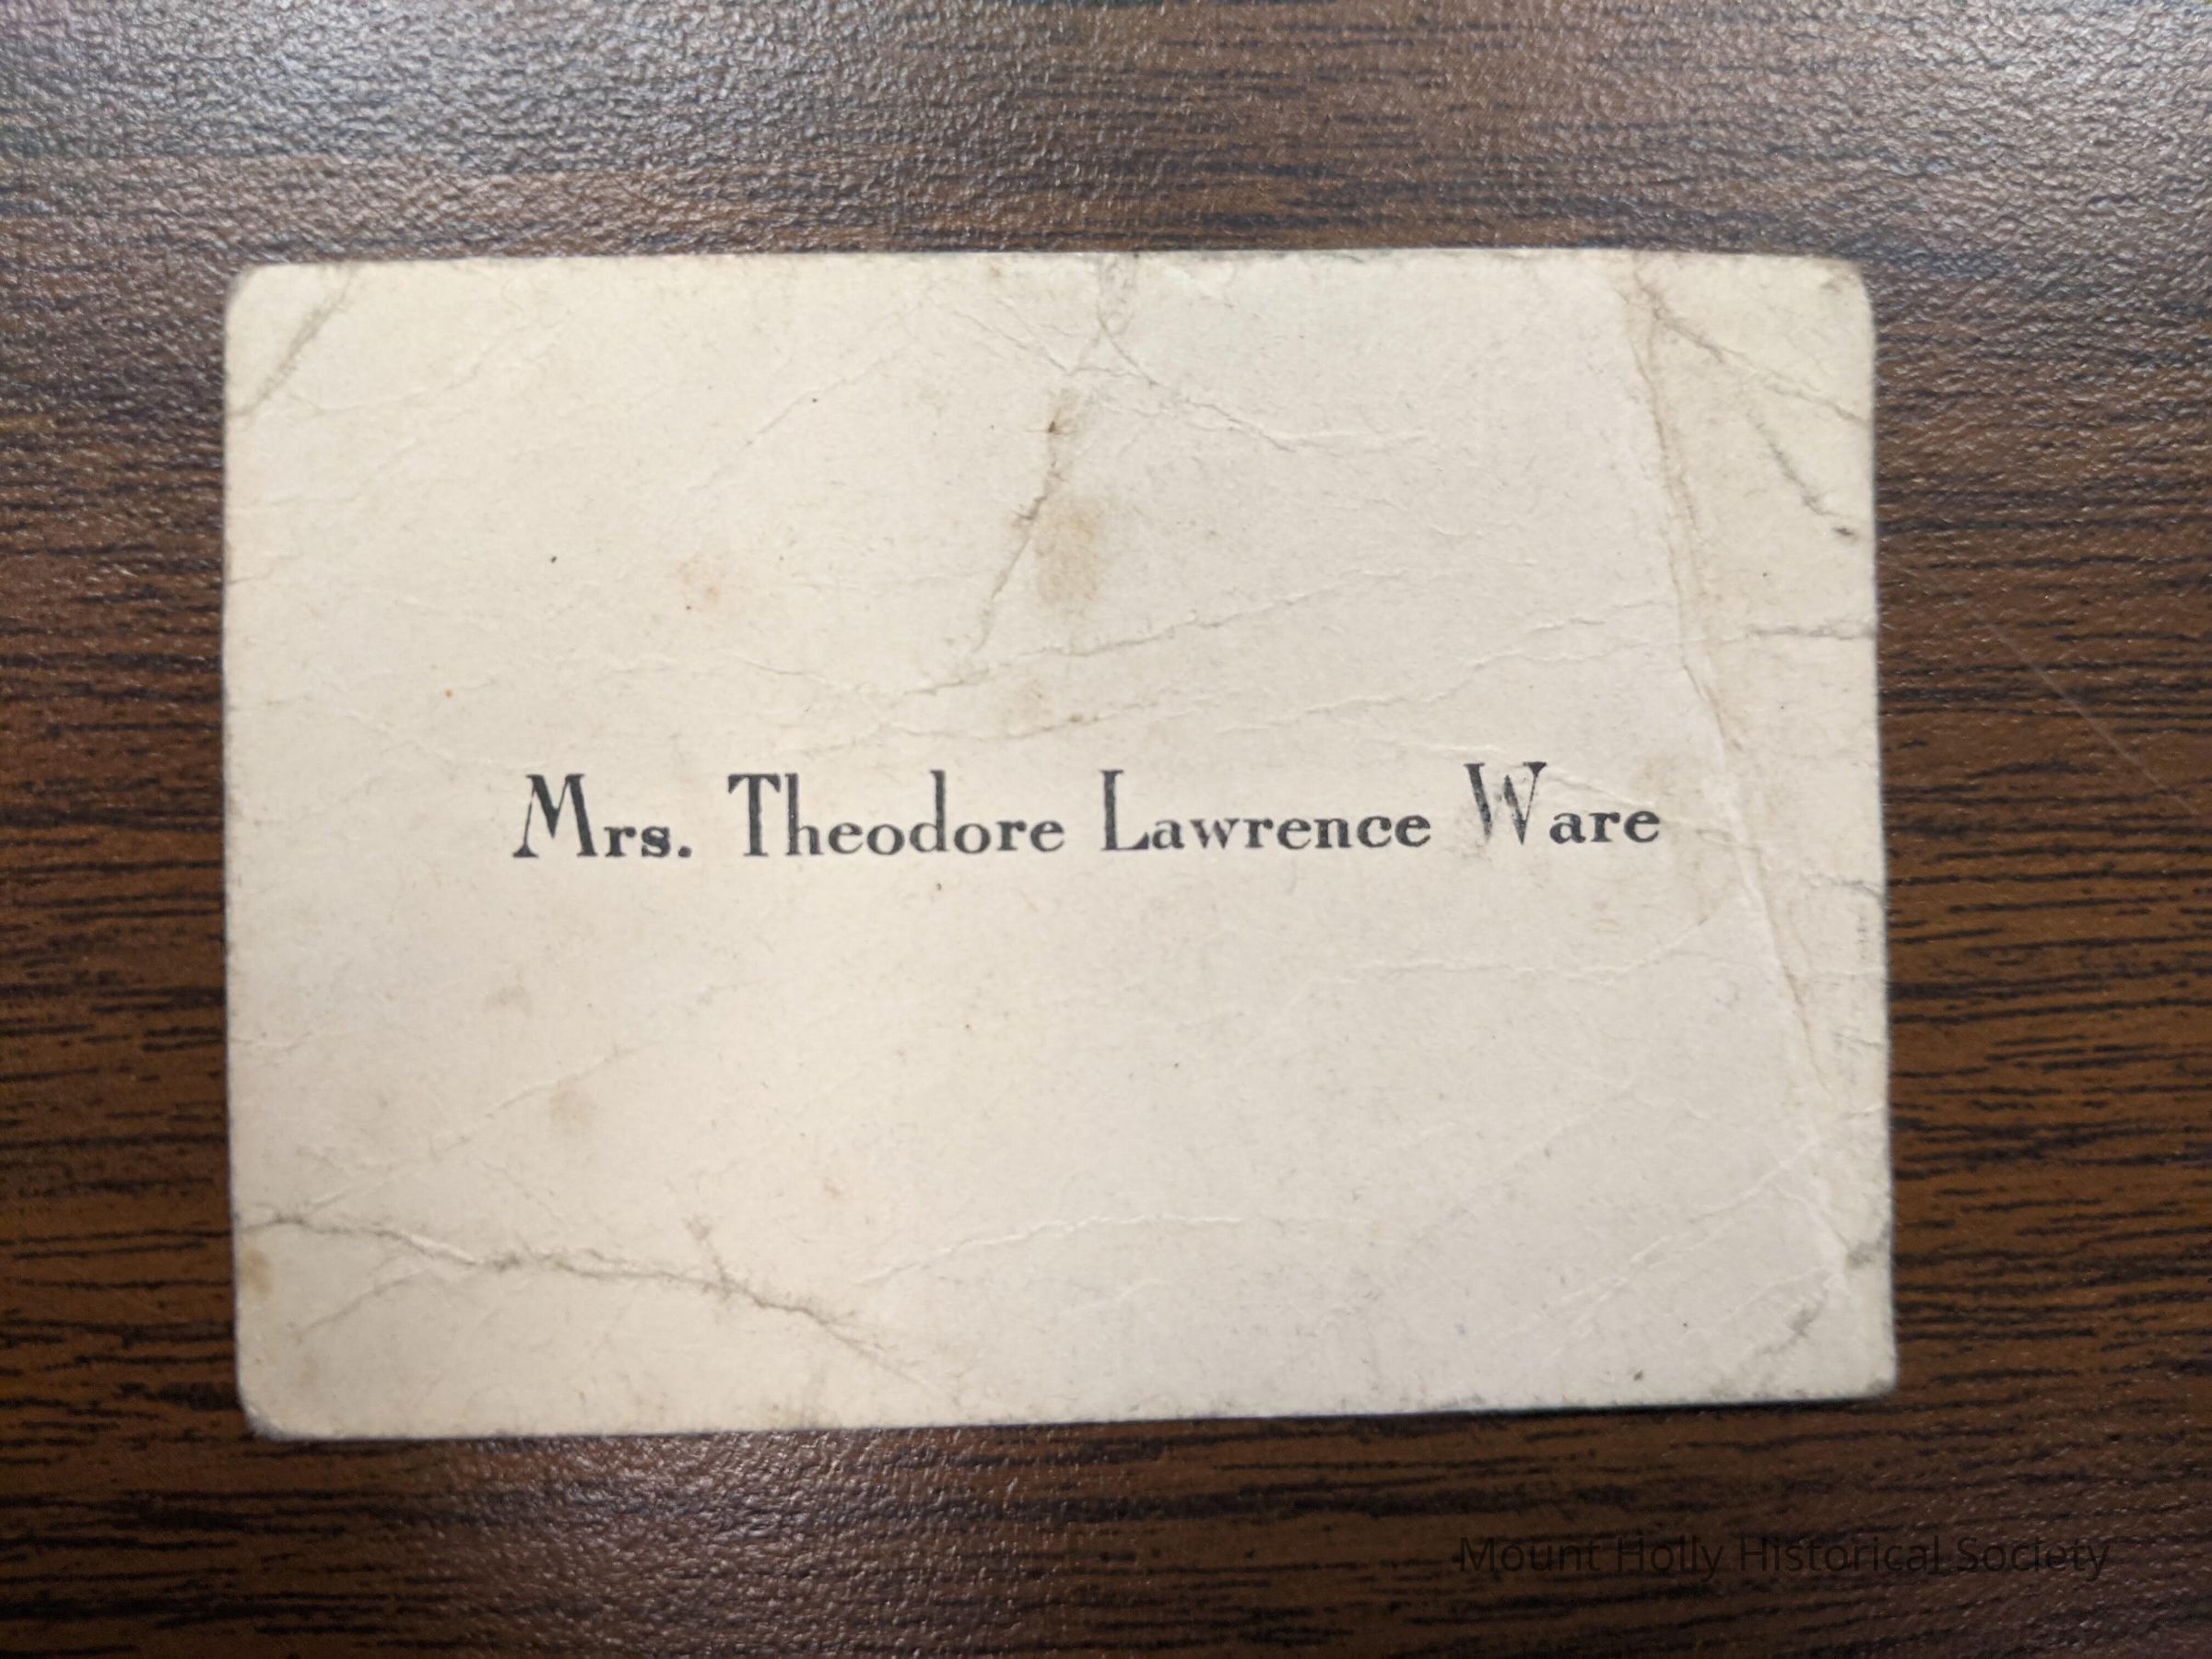 Mrs. Theodore Lawrence Ware
Mount Holly Historical Society